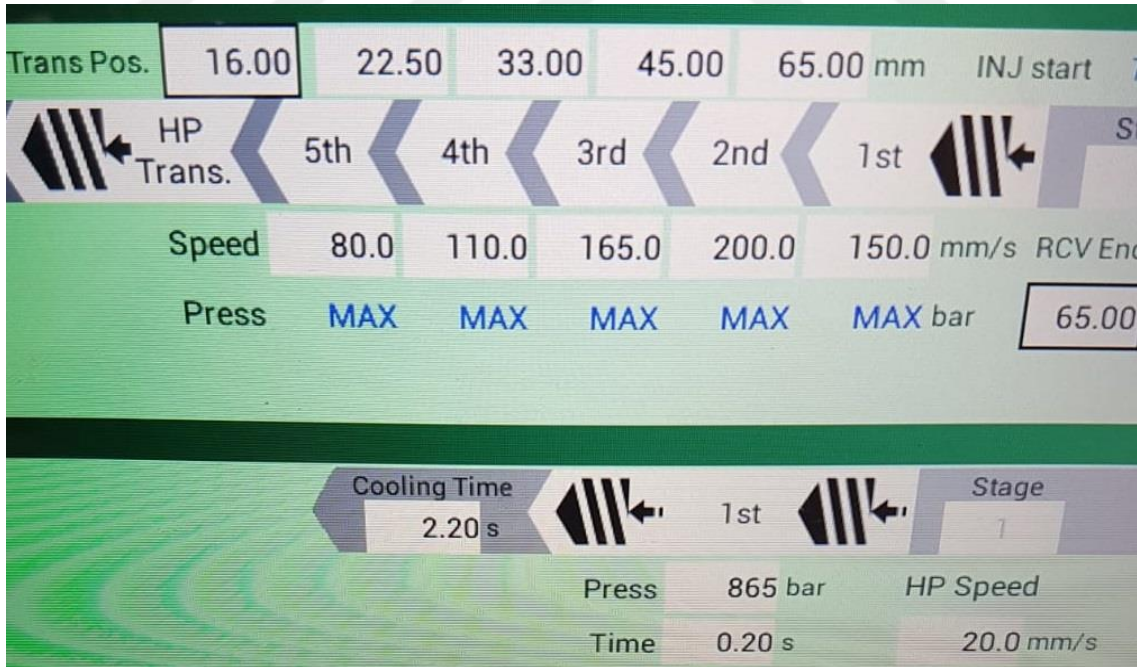 Trans Pos. 16.00 22.50 33.00 45.00 65.00 mm INJ start
HP Trans. 5th 4th 3rd 2nd 1st
Speed 80.0 110.0 165.0 200.0 150.0 mm/s RCV End
Press MAX MAX MAX MAX MAX bar 65.00
Cooling Time 1st Stage
2.20 s 1
Press 865 bar HP Speed
Time 0.20 s 20.0 mm/s